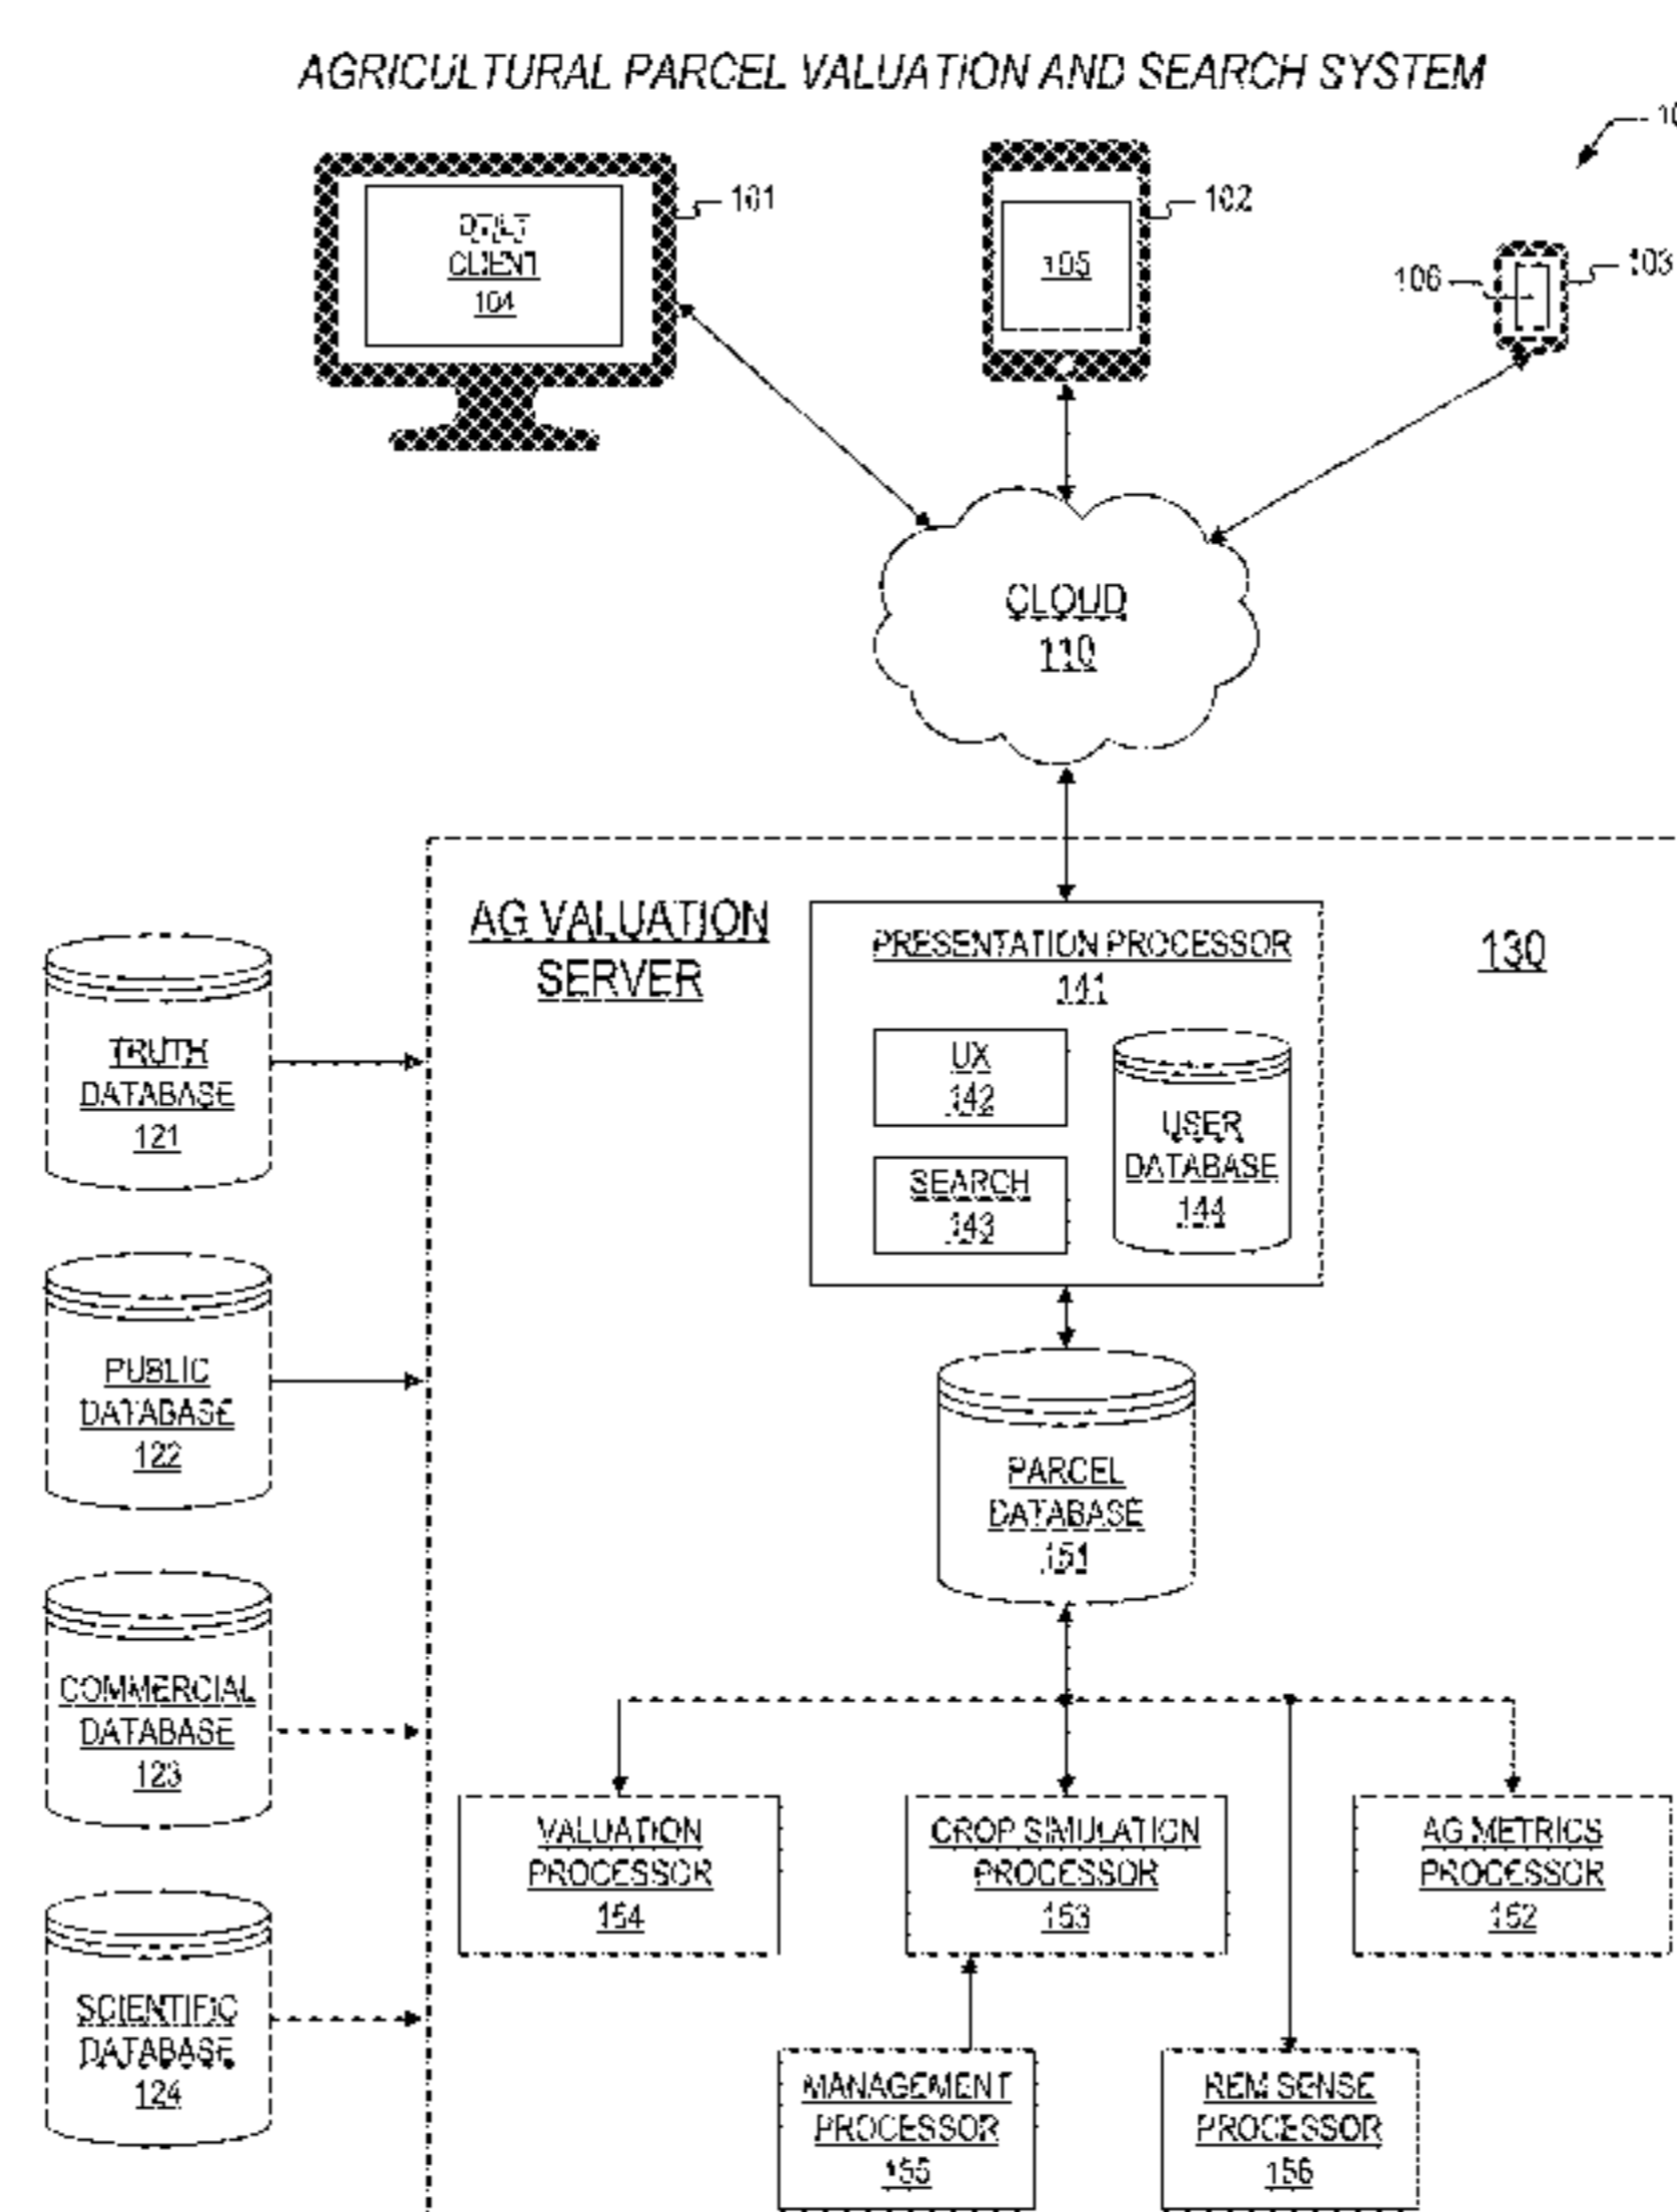 AGRICULTURAL PARCEL VALUATION AND SEARCH SYSTEM
101
102
103
CLIENT
104
105
106
CLOUD
110
AG VALUATION
SERVER
130
PRESENTATION PROCESSOR
141
UX
142
SEARCH
143
USER
DATABASE
144
TRUTH
DATABASE
121
PUBLIC
DATABASE
122
COMMERCIAL
DATABASE
123
SCIENTIFIC
DATABASE
124
PARCEL
DATABASE
151
VALUATION
PROCESSOR
154
CROP SIMULATION
PROCESSOR
153
AG METRICS
PROCESSOR
152
MANAGEMENT
PROCESSOR
155
REM SENSE
PROCESSOR
156